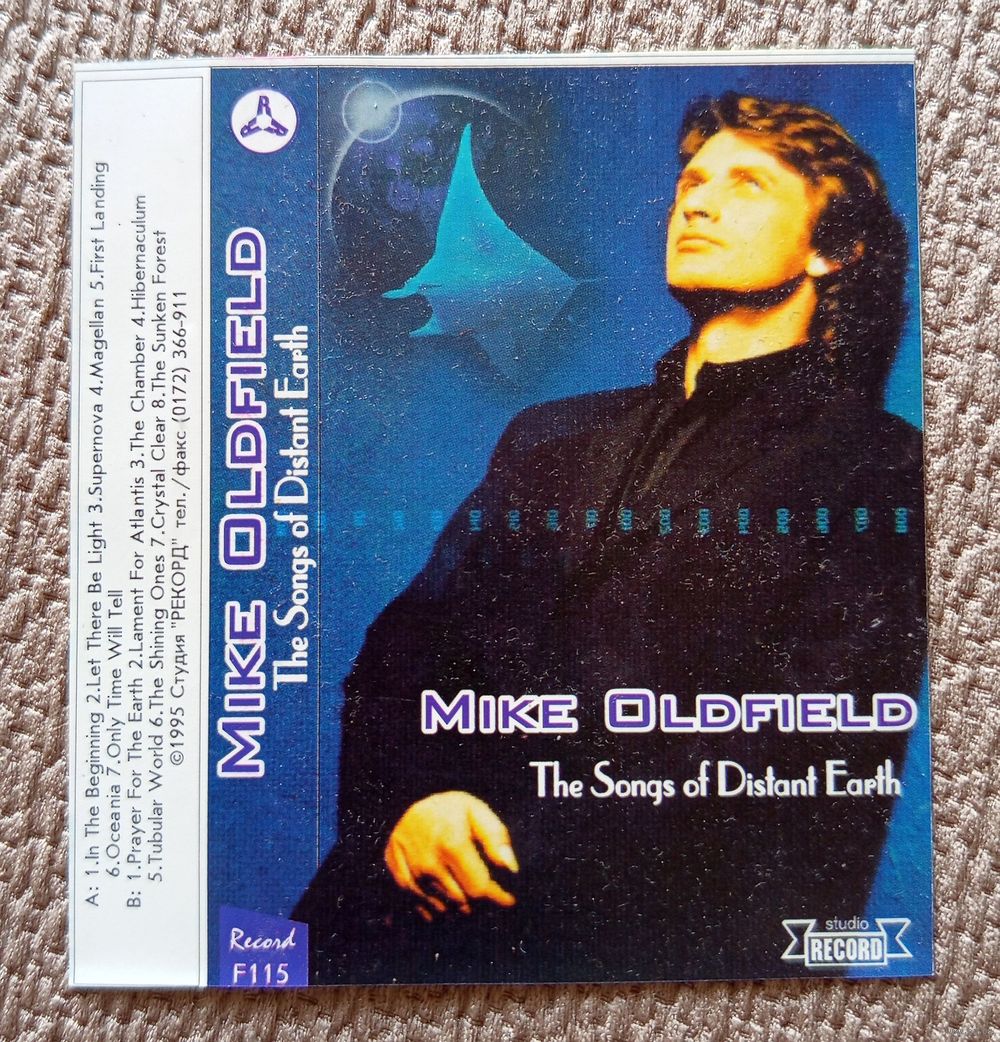 A: 1.In The Beginning 2.Let There Be Light 3.Supernova 4.Magellan 5.First Landing
6.Oceania 7.Only Time Will Tell
B: 1.Prayer For The Earth 2.Lament For Atlantis 3.The Chamber 4.Hibernaculum
5.Tubular World 6.The Shining Ones 7.Crystal Clear 8.The Sunken Forest
©1995 Студия "РЕКОРД" тел./факс (0172) 366-911
R
MIKE OLDFIELD
The Songs of Distant Earth
Record
F115
MIKE OLDFIELD
The Songs of Distant Earth
studio
RECORD